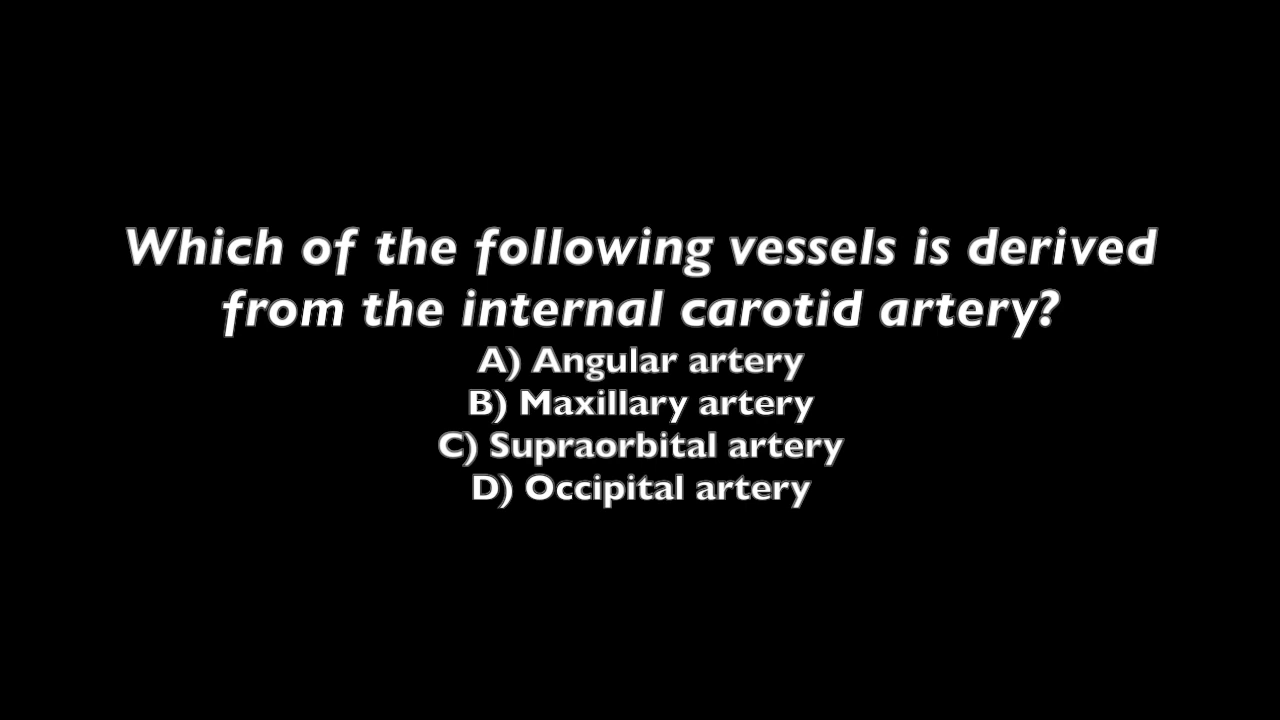 Which of the following vessels is derived
from the internal carotid artery?
A) Angular artery
B) Maxillary artery
C) Supraorbital artery
D) Occipital artery